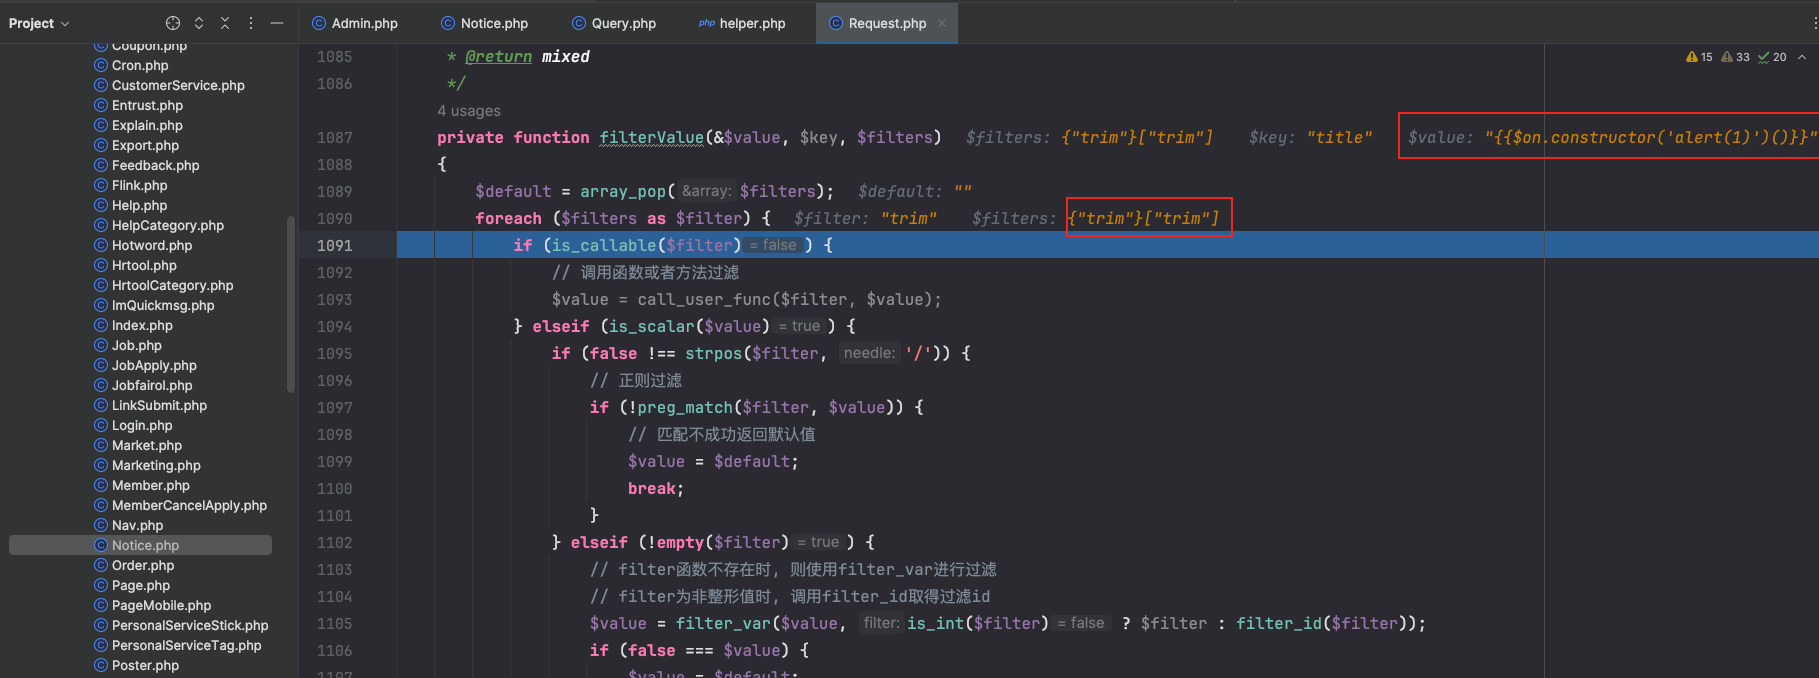 Project
Admin.php Notice.php Query.php php helper.php Request.php
Coupon.php
Cron.php
CustomerService.php
Entrust.php
Explain.php
Export.php
Feedback.php
Flink.php
Help.php
HelpCategory.php
Hotword.php
Hrtool.php
HrtoolCategory.php
ImQuickmsg.php
Index.php
Job.php
JobApply.php
Jobfairol.php
LinkSubmit.php
Login.php
Market.php
Marketing.php
Member.php
MemberCancelApply.php
Nav.php
Notice.php
Order.php
Page.php
PageMobile.php
PersonalServiceStick.php
PersonalServiceTag.php
Poster.php
15 33 20
1085 * @return mixed
1086 */
4 usages
1087 private function filterValue(&$value, $key, $filters) $filters: {"trim"}["trim"] $key: "title" $value: "{{$on.constructor('alert(1)')()}}"
1088 {
1089 $default = array_pop( &array: $filters); $default: ""
1090 foreach ($filters as $filter) { $filter: "trim" $filters: {"trim"}["trim"]
1091 if (is_callable($filter) = false ) {
1092 // 调用函数或者方法过滤
1093 $value = call_user_func($filter, $value);
1094 } elseif (is_scalar($value) = true ) {
1095 if (false !== strpos($filter, needle: '/')) {
1096 // 正则过滤
1097 if (!preg_match($filter, $value)) {
1098 // 匹配不成功返回默认值
1099 $value = $default;
1100 break;
1101 }
1102 } elseif (!empty($filter) = true ) {
1103 // filter函数不存在时, 则使用filter_var进行过滤
1104 // filter为非整形值时, 调用filter_id取得过滤id
1105 $value = filter_var($value, filter: is_int($filter) = false ? $filter : filter_id($filter));
1106 if (false === $value) {
1107 $value = $default;